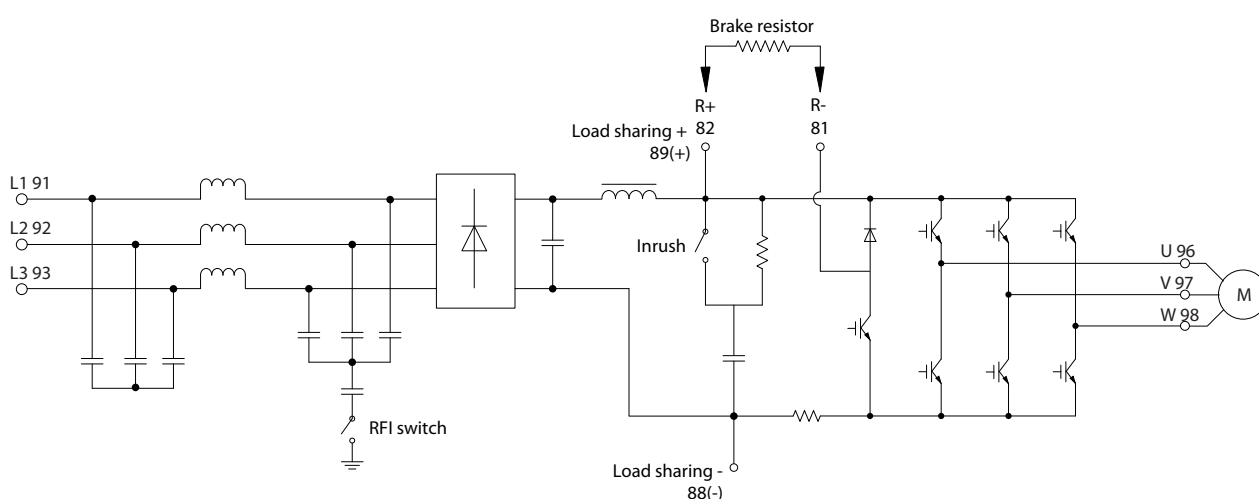 Brake resistor
R+
82
R-
81
Load sharing +
89(+)
L1 91
L2 92
L3 93
Inrush
U 96
V 97
W 98
M
RFI switch
Load sharing -
88(-)